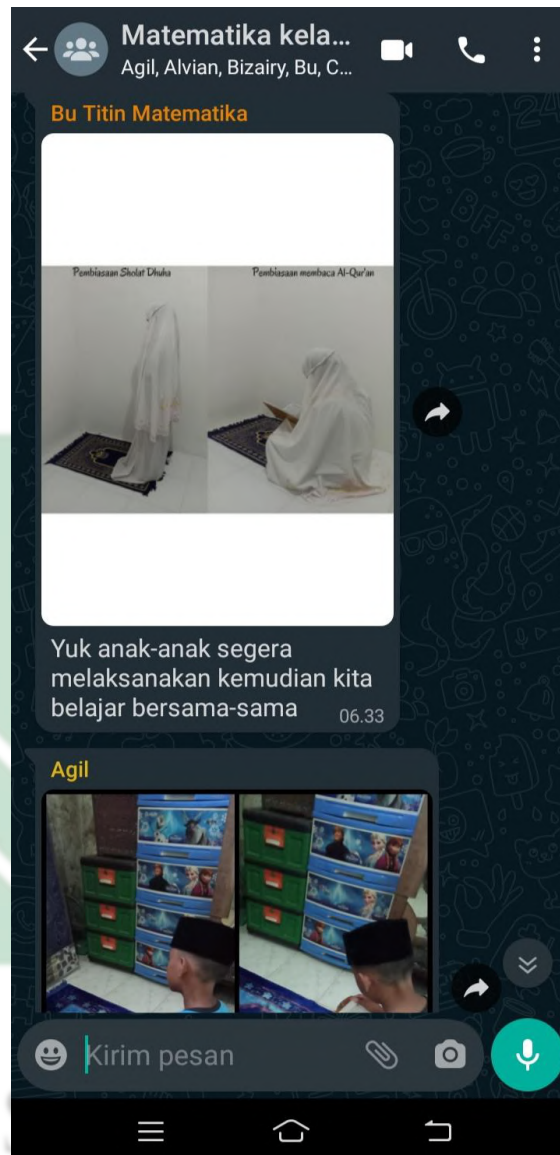 Matematika kela...
Agil, Alvian, Bizairy, Bu, C...
Bu Titin Matematika
Pembiasaan Sholat Dhuha
Pembiasaan membaca Al-Qur'an
Yuk anak-anak segera
melaksanakan kemudian kita
belajar bersama-sama 06.33
Agil
Kirim pesan